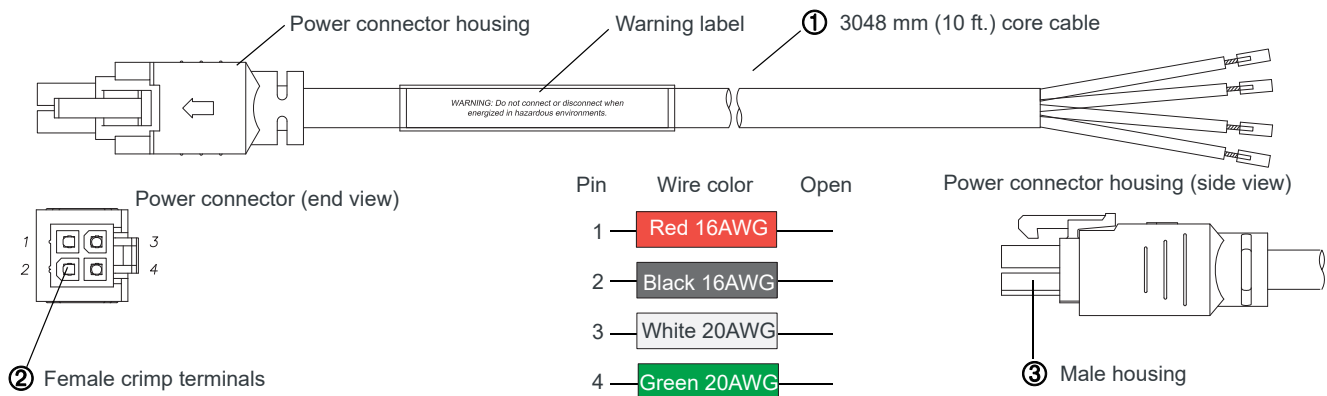 Power connector housing
Warning label
① 3048 mm (10 ft.) core cable
WARNING: Do not connect or disconnect when
energized in hazardous environments.
Power connector (end view)
1 3
2 4
② Female crimp terminals
Pin Wire color Open
1 Red 16AWG
2 Black 16AWG
3 White 20AWG
4 Green 20AWG
Power connector housing (side view)
③ Male housing